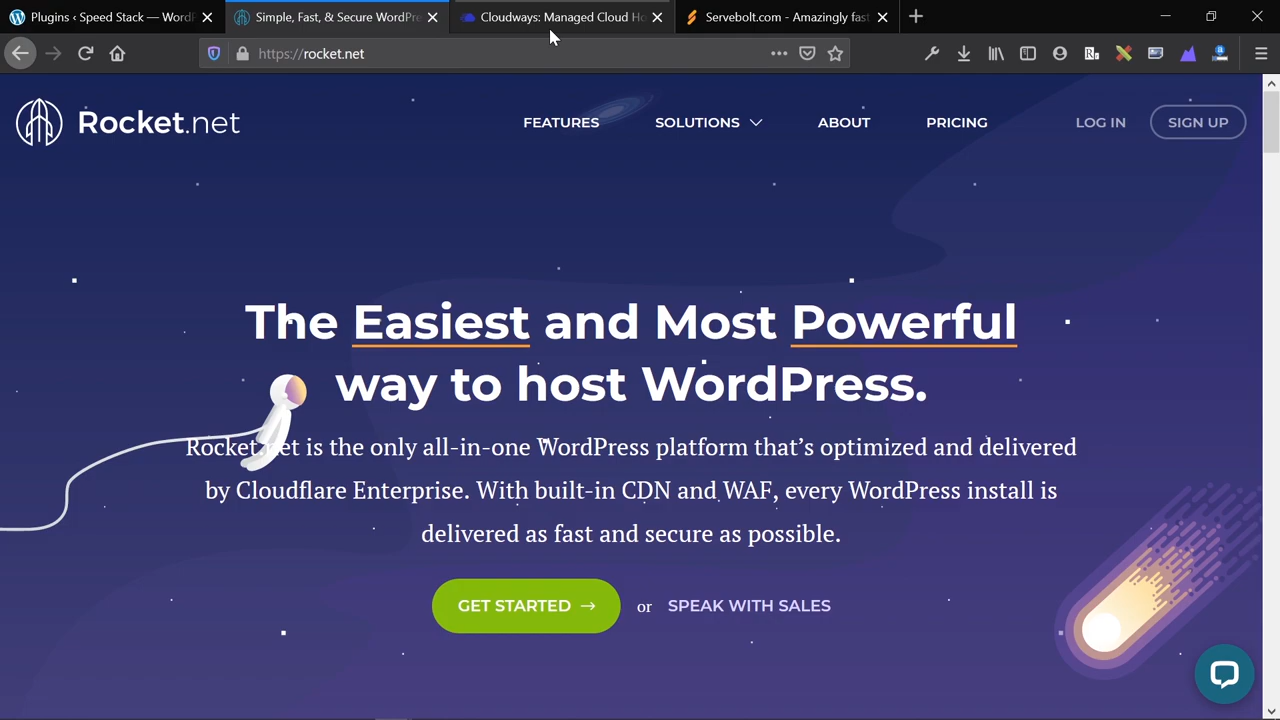 Plugins ‹ Speed Stack — WordP
Simple, Fast, & Secure WordPre
Cloudways: Managed Cloud Ho
Servebolt.com - Amazingly fast
https://rocket.net
Rocket.net
FEATURES
SOLUTIONS
ABOUT
PRICING
LOG IN
SIGN UP
The Easiest and Most Powerful
way to host WordPress.
Rocket.net is the only all-in-one WordPress platform that’s optimized and delivered
by Cloudflare Enterprise. With built-in CDN and WAF, every WordPress install is
delivered as fast and secure as possible.
GET STARTED →
or
SPEAK WITH SALES